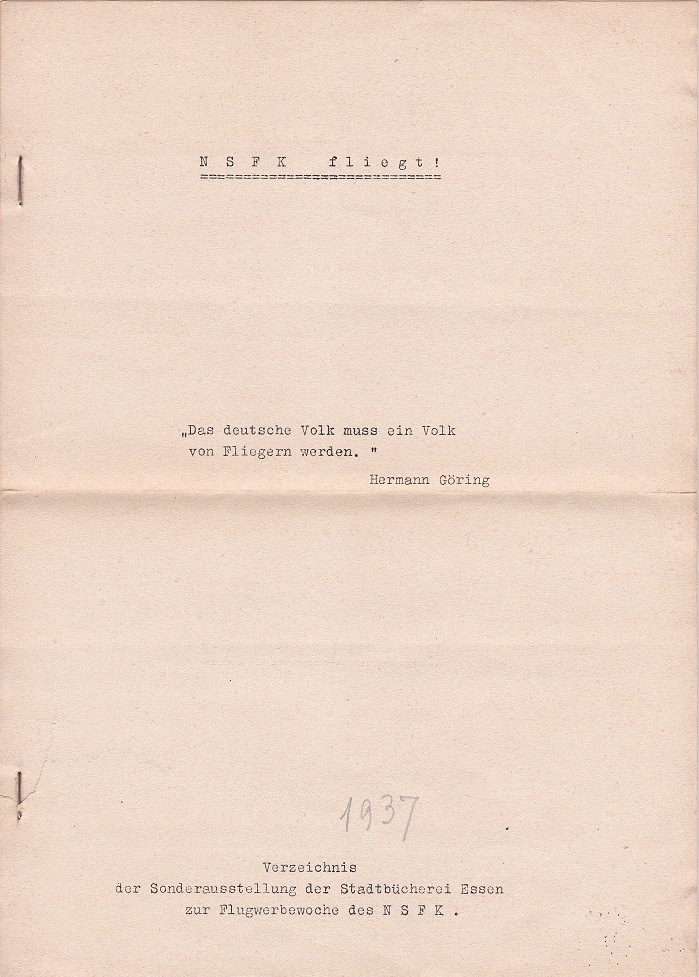 N S F K fliegt!
===========================
„Das deutsche Volk muss ein Volk
von Fliegern werden. "
Hermann Göring
1937
Verzeichnis
der Sonderausstellung der Stadtbücherei Essen
zur Flugwerbewoche des N S F K .